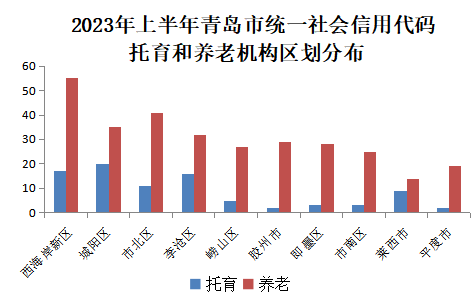 2023年上半年青岛市统一社会信用代码
托育和养老机构区划分布
60
50
40
30
20
10
0
西海岸新区
城阳区
市北区
李沧区
崂山区
胶州市
即墨区
市南区
莱西市
平度市
托育 养老